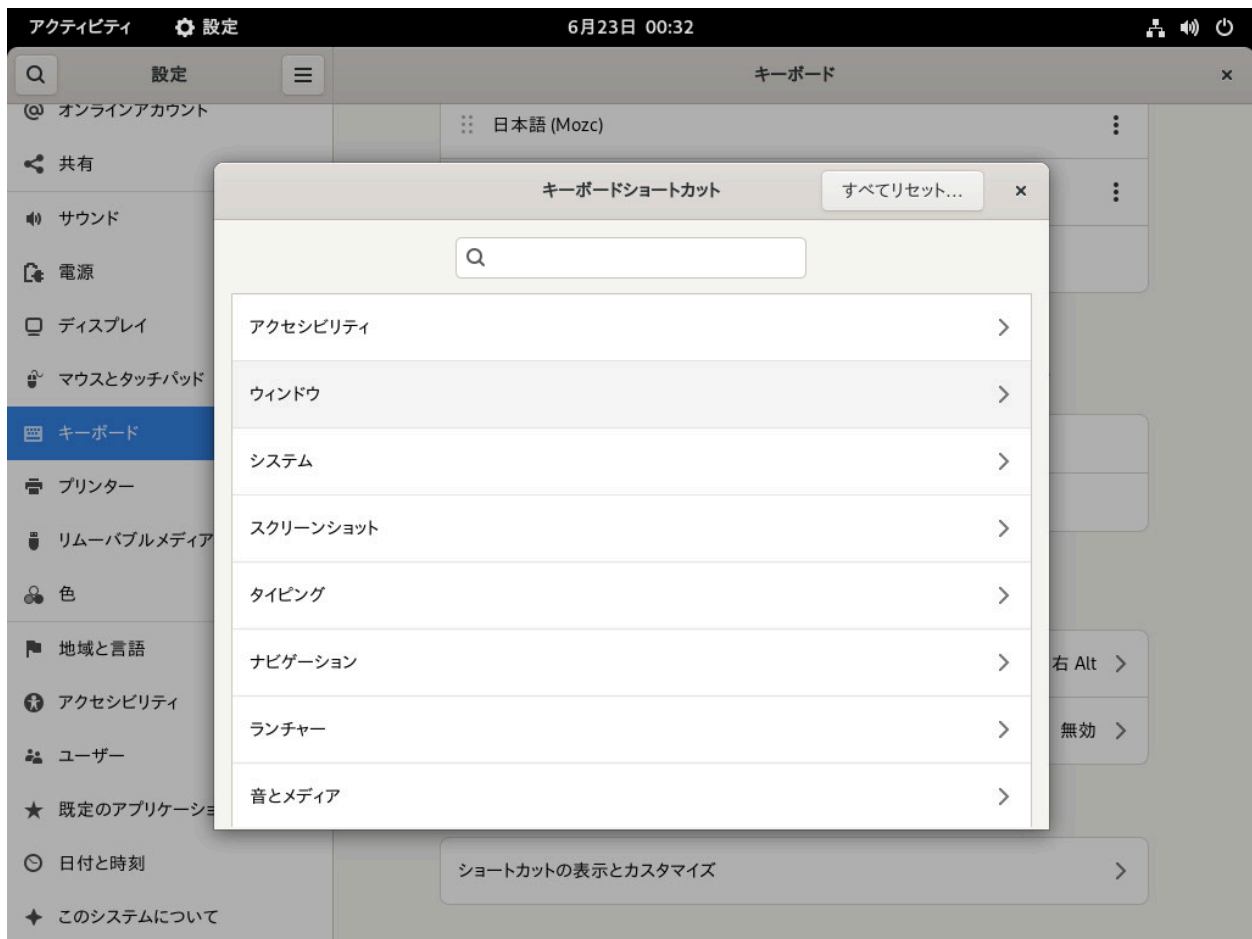 アクティビティ
設定
6月23日 00:32
設定
キーボード
オンラインアカウント
共有
サウンド
電源
ディスプレイ
マウスとタッチパッド
キーボード
プリンター
リムーバブルメディア
色
地域と言語
アクセシビリティ
ユーザー
既定のアプリケーショ
日付と時刻
このシステムについて
日本語 (Mozc)
キーボードショートカット
すべてリセット...
アクセシビリティ
ウィンドウ
システム
スクリーンショット
タイピング
ナビゲーション
ランチャー
音とメディア
右 Alt
無効
ショートカットの表示とカスタマイズ